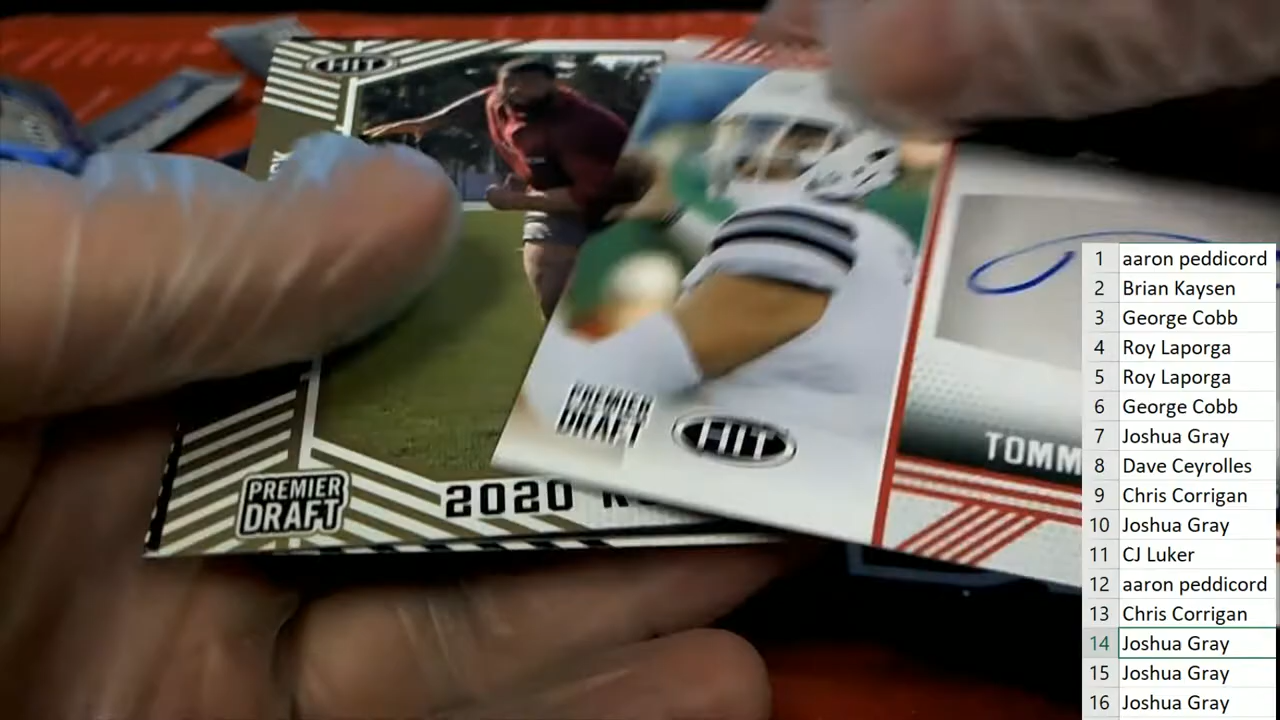 HIT
PREMIER
DRAFT
2020
PREMIER
DRAFT
HIT
TOMM
1 aaron peddicord
2 Brian Kaysen
3 George Cobb
4 Roy Laporga
5 Roy Laporga
6 George Cobb
7 Joshua Gray
8 Dave Ceyrolles
9 Chris Corrigan
10 Joshua Gray
11 CJ Luker
12 aaron peddicord
13 Chris Corrigan
14 Joshua Gray
15 Joshua Gray
16 Joshua Gray